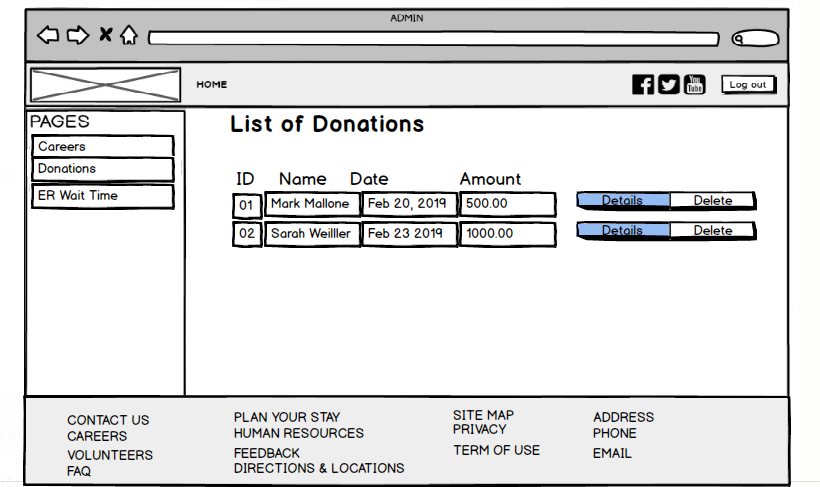 ADMIN
HOME
You
Tube
Log out
PAGES
Careers
Donations
ER Wait Time
List of Donations
ID Name Date Amount
01 Mark Mallone Feb 20, 2019 500.00 Details Delete
02 Sarah Weilller Feb 23 2019 1000.00 Details Delete
CONTACT US
CAREERS
VOLUNTEERS
FAQ
PLAN YOUR STAY
HUMAN RESOURCES
FEEDBACK
DIRECTIONS & LOCATIONS
SITE MAP
PRIVACY
TERM OF USE
ADDRESS
PHONE
EMAIL